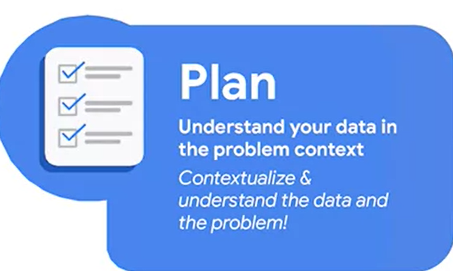 Plan
Understand your data in
the problem context
Contextualize &
understand the data and
the problem!